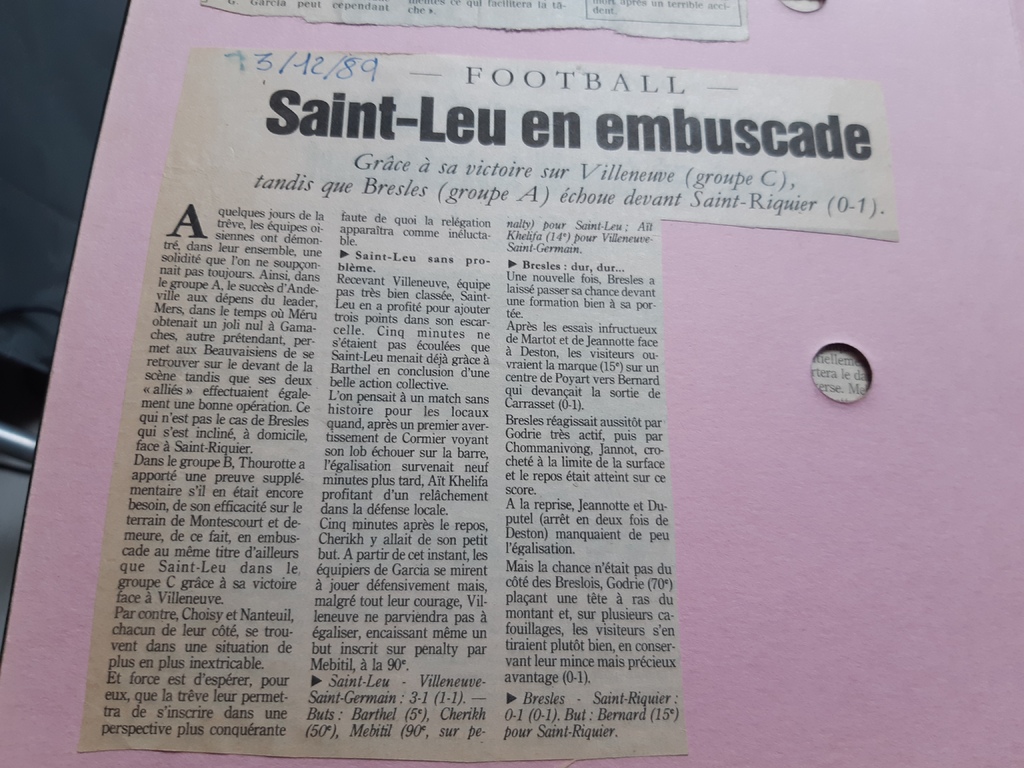 G. Garcia peut cependant
mentes ce qui facilitera la tâ-
che ».
mort après un terrible acci-
dent.
3/12/89
— FOOTBALL —
Saint-Leu en embuscade
Grâce à sa victoire sur Villeneuve (groupe C),
tandis que Bresles (groupe A) échoue devant Saint-Riquier (0-1).
A quelques jours de la
trêve, les équipes oi-
siennes ont démon-
tré, dans leur ensemble, une
solidité que l'on ne soupçon-
nait pas toujours. Ainsi, dans
le groupe A, le succès d'Ande-
ville aux dépens du leader,
Mers, dans le temps où Méru
obtenait un joli nul à Gama-
ches, autre prétendant, per-
met aux Beauvaisiens de se
retrouver sur le devant de la
scène tandis que ses deux
« alliés » effectuaient égale-
ment une bonne opération. Ce
qui n'est pas le cas de Bresles
qui s'est incliné, à domicile,
face à Saint-Riquier.
Dans le groupe B, Thourotte a
apporté une preuve supplé-
mentaire s'il en était encore
besoin, de son efficacité sur le
terrain de Montescourt et de-
meure, de ce fait, en embus-
cade au même titre d'ailleurs
que Saint-Leu dans le
groupe C grâce à sa victoire
face à Villeneuve.
Par contre, Choisy et Nanteuil,
chacun de leur côté, se trou-
vent dans une situation de
plus en plus inextricable.
Et force est d'espérer, pour
eux, que la trêve leur permet-
tra de s'inscrire dans une
perspective plus conquérante
faute de quoi la relégation
apparaîtra comme inélucta-
ble.
▶ Saint-Leu sans pro-
blème.
Recevant Villeneuve, équipe
pas très bien classée, Saint-
Leu en a profité pour ajouter
trois points dans son escar-
celle. Cinq minutes ne
s'étaient pas écoulées que
Saint-Leu menait déjà grâce à
Barthel en conclusion d'une
belle action collective.
L'on pensait à un match sans
histoire pour les locaux
quand, après un premier aver-
tissement de Cormier voyant
son lob échouer sur la barre,
l'égalisation survenait neuf
minutes plus tard, Aït Khelifa
profitant d'un relâchement
dans la défense locale.
Cinq minutes après le repos,
Cherikh y allait de son petit
but. A partir de cet instant, les
équipiers de Garcia se mirent
à jouer défensivement mais,
malgré tout leur courage, Vil-
leneuve ne parviendra pas à
égaliser, encaissant même un
but inscrit sur penalty par
Mebitil, à la 90e.
▶ Saint-Leu - Villeneuve-
Saint-Germain : 3-1 (1-1). —
Buts : Barthel (5e), Cherikh
(50e), Mebitil (90e, sur pe-
nalty) pour Saint-Leu ; Aït
Khelifa (14e) pour Villeneuve-
Saint-Germain.
▶ Bresles : dur, dur...
Une nouvelle fois, Bresles a
laissé passer sa chance devant
une formation bien à sa por-
tée.
Après les essais infructueux
de Martot et de Jeannotte face
à Deston, les visiteurs ou-
vraient la marque (15e) sur un
centre de Poyart vers Bernard
qui devançait la sortie de
Carrasset (0-1).
Bresles réagissait aussitôt par
Godrie très actif, puis par
Chommanivong, Jannot, cro-
cheté à la limite de la surface
et le repos était atteint sur ce
score.
A la reprise, Jeannotte et Du-
putel (arrêt en deux fois de
Deston) manquaient de peu
l'égalisation.
Mais la chance n'était pas du
côté des Breslois, Godrie (70e)
plaçant une tête à ras du
montant et, sur plusieurs ca-
fouillages, les visiteurs s'en
tiraient plutôt bien, en conser-
vant leur mince mais précieux
avantage (0-1).
▶ Bresles - Saint-Riquier :
0-1 (0-1). But : Bernard (15e)
pour Saint-Riquier.
tera le da